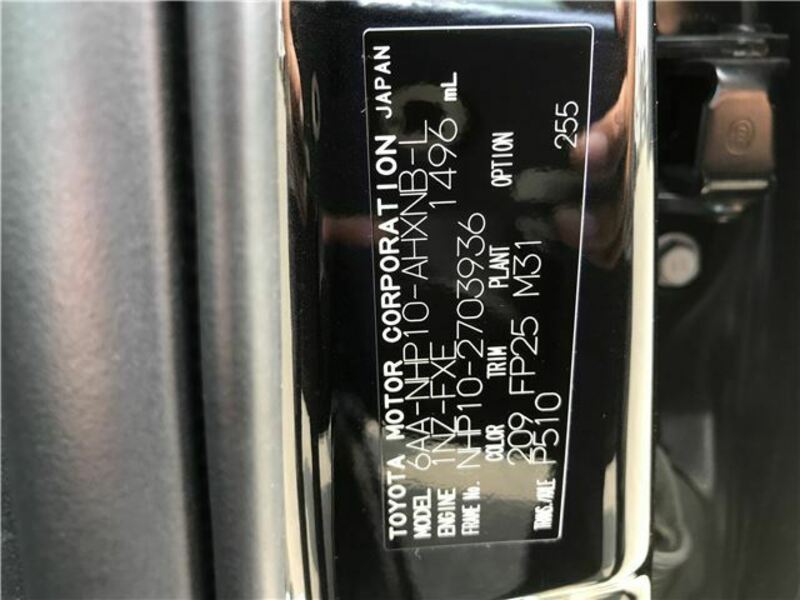 TOYOTA MOTOR CORPORATION JAPAN
MODEL 6AA-NHP10-AHXNB-L
ENGINE 1NZ-FXE 1496 mL
FRAME No. NHP10-2703936
COLOR TRIM PLANT OPTION
209 FP25 M31
TRANS./AXLE P510 255